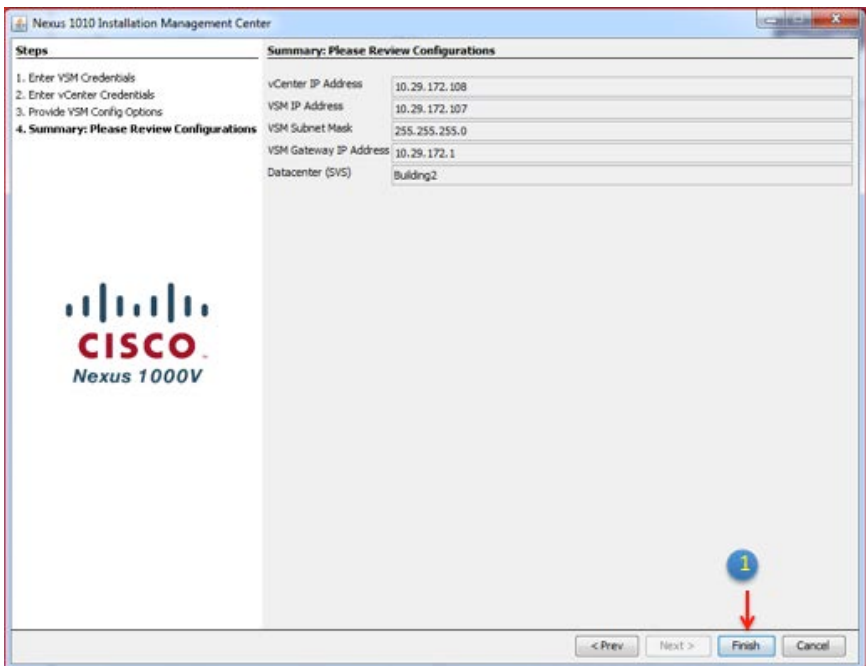 Nexus 1010 Installation Management Center
Steps
1. Enter VSM Credentials
2. Enter vCenter Credentials
3. Provide VSM Config Options
4. Summary: Please Review Configurations
CISCO
Nexus 1000V
Summary: Please Review Configurations
vCenter IP Address 10.29.172.108
VSM IP Address 10.29.172.107
VSM Subnet Mask 255.255.255.0
VSM Gateway IP Address 10.29.172.1
Datacenter (SVS) Building2
1
< Prev Next > Finish Cancel